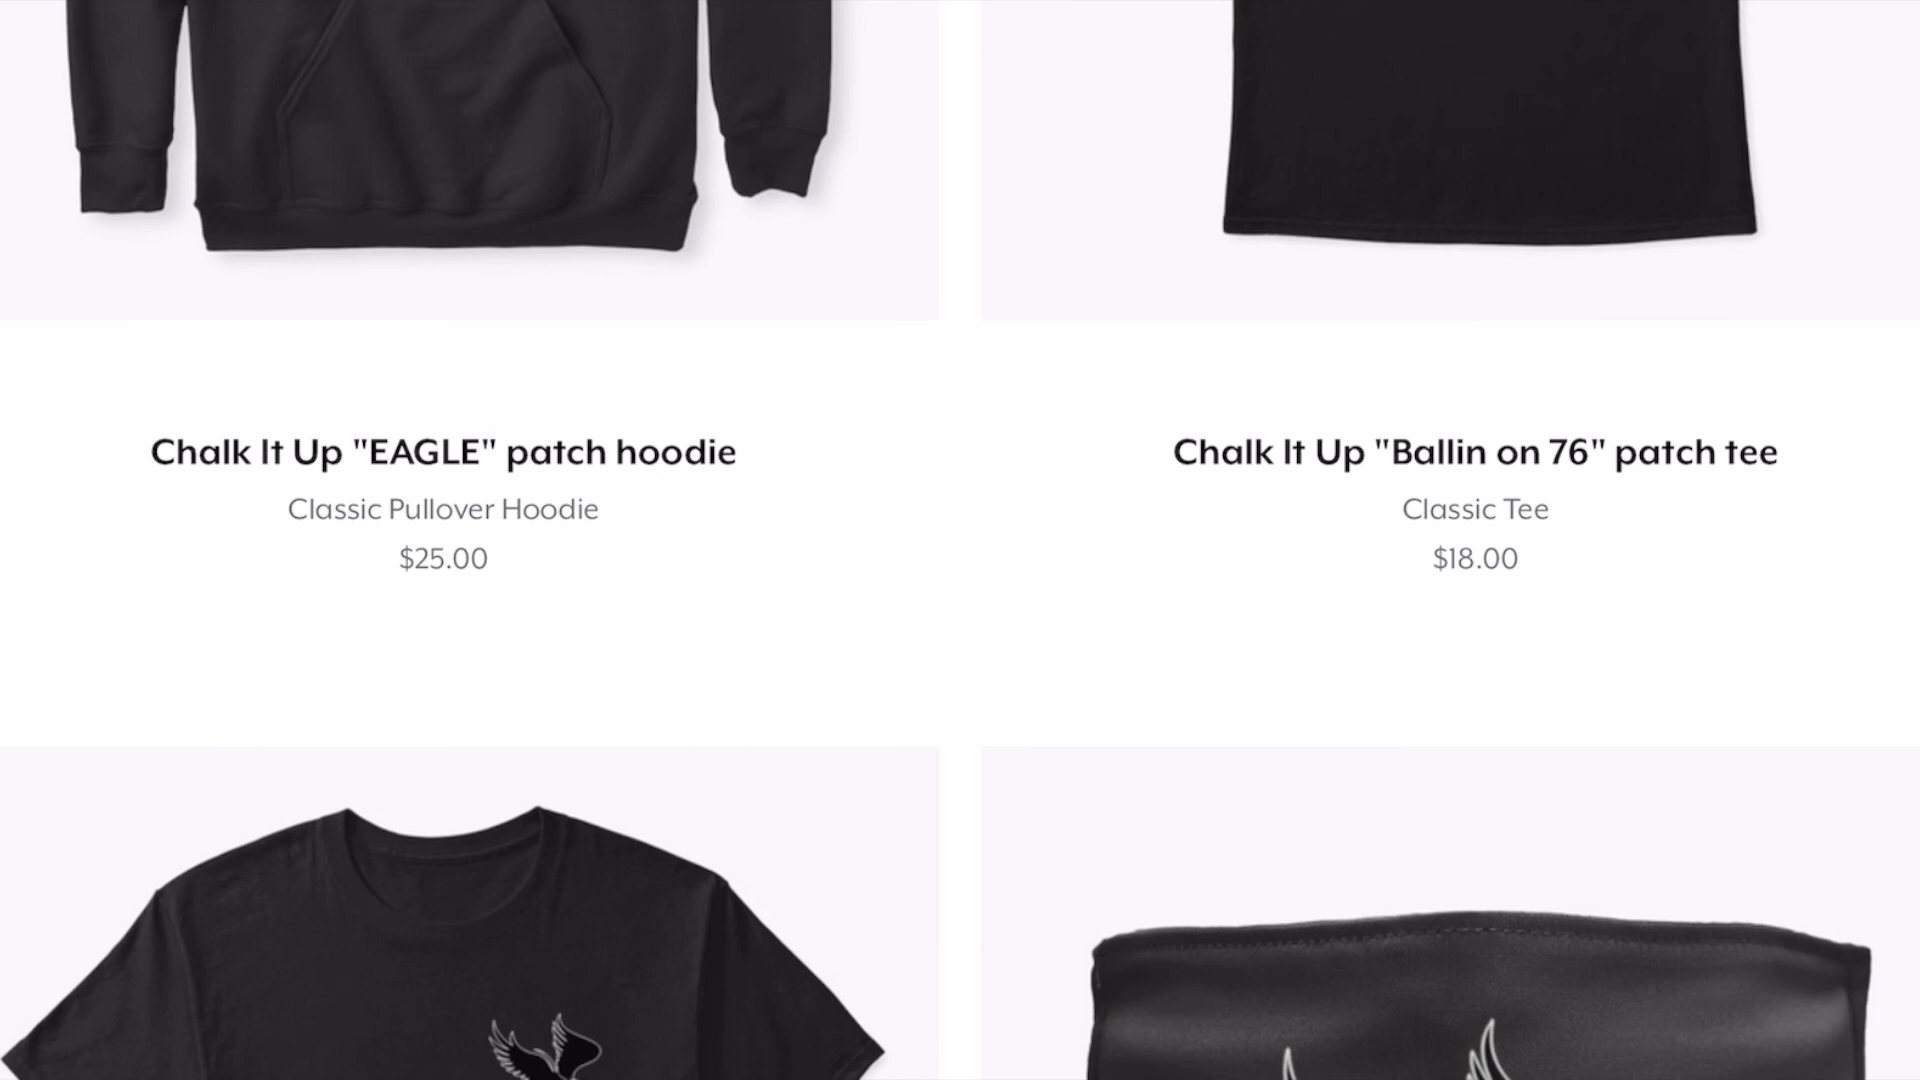 Chalk It Up "EAGLE" patch hoodie
Classic Pullover Hoodie
$25.00
Chalk It Up "Ballin on 76" patch tee
Classic Tee
$18.00